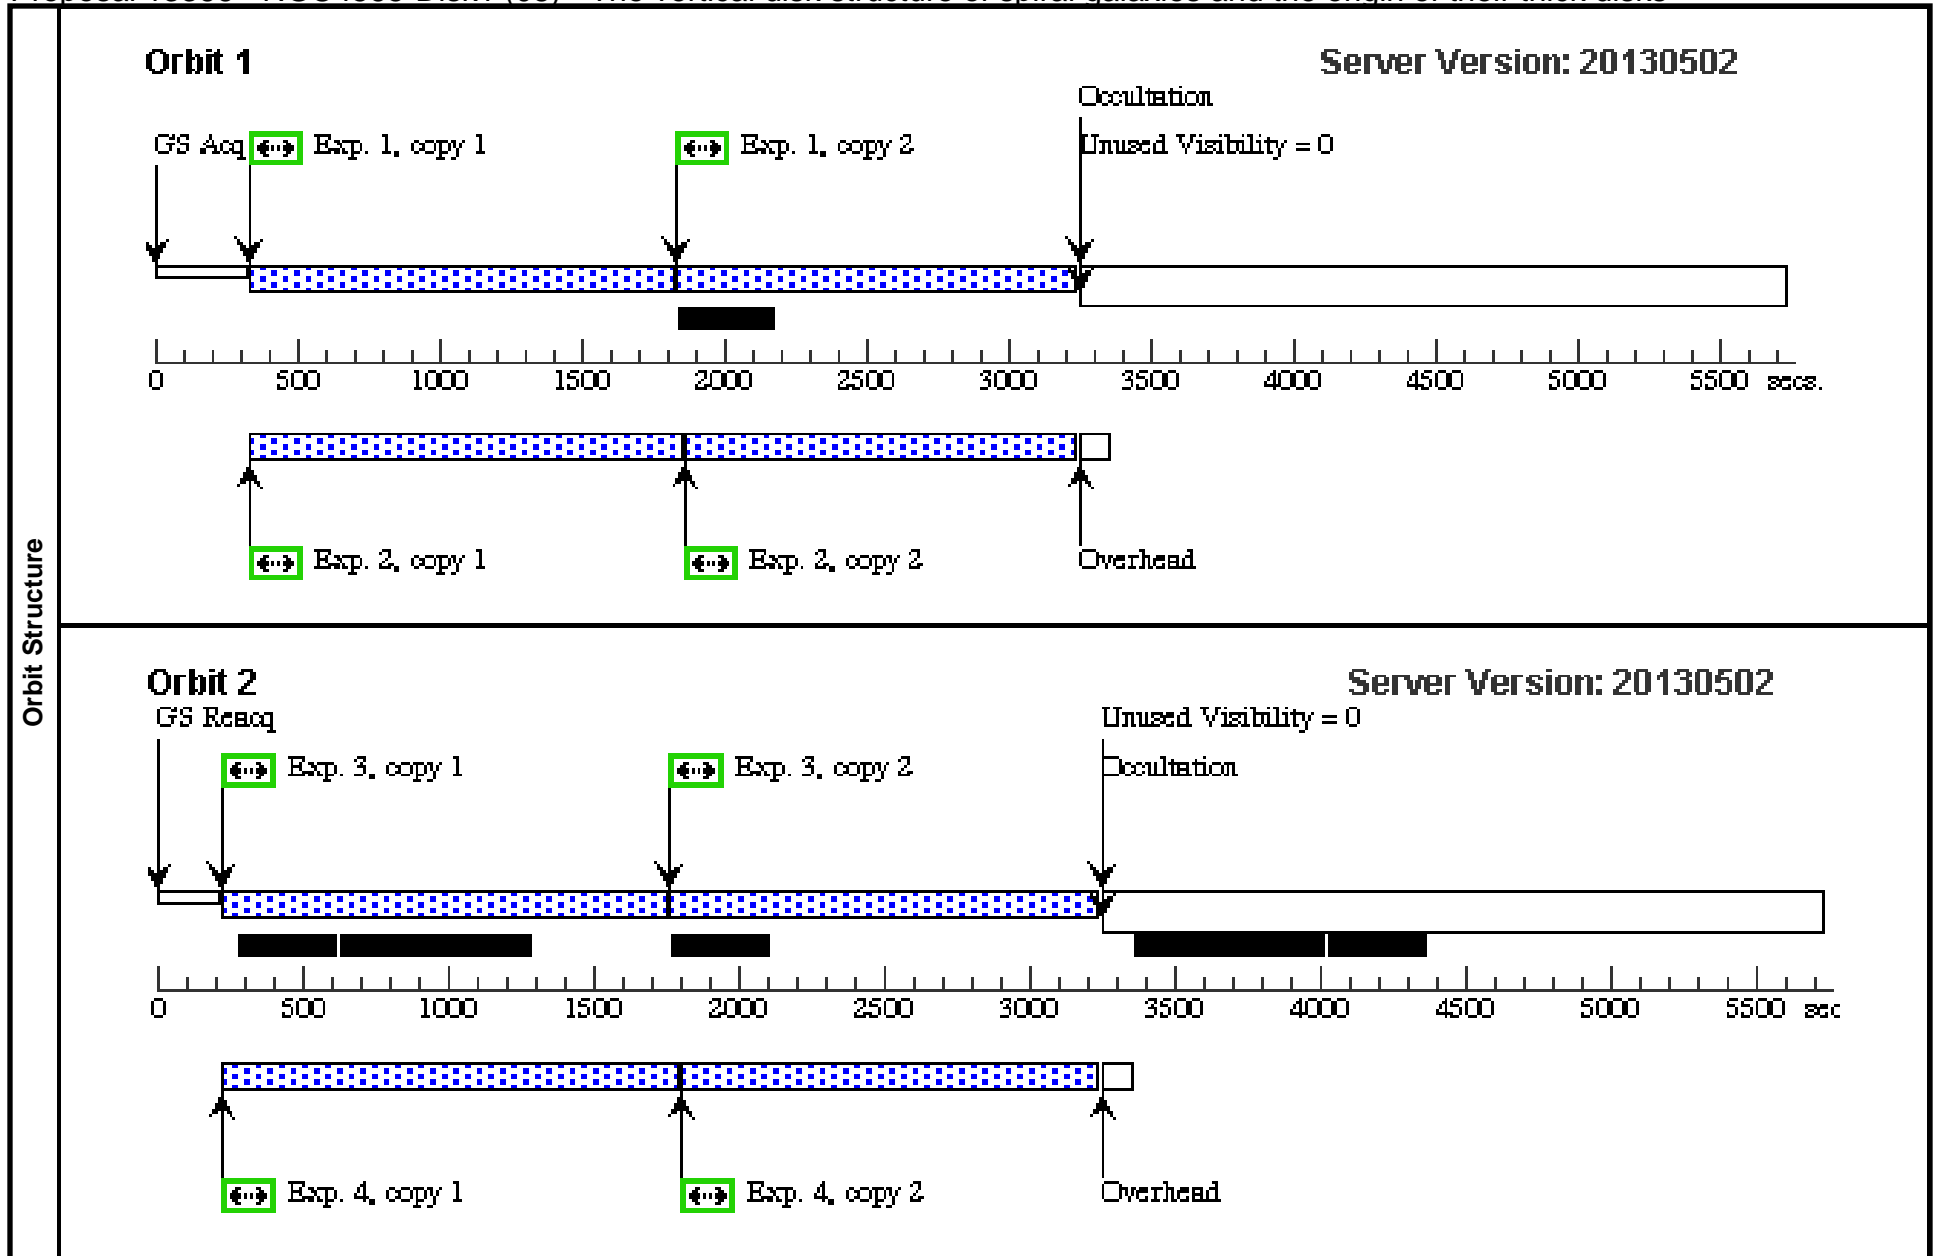 Orbit Structure
Orbit 1
Server Version: 20130502
Occultation
GS Acq
Exp. 1, copy 1
Exp. 1, copy 2
Unused Visibility = 0
0 500 1000 1500 2000 2500 3000 3500 4000 4500 5000 5500 secs.
Exp. 2, copy 1
Exp. 2, copy 2
Overhead
Orbit 2
Server Version: 20130502
GS Reacq
Unused Visibility = 0
Exp. 3, copy 1
Exp. 3, copy 2
Occultation
0 500 1000 1500 2000 2500 3000 3500 4000 4500 5000 5500 sec
Exp. 4, copy 1
Exp. 4, copy 2
Overhead